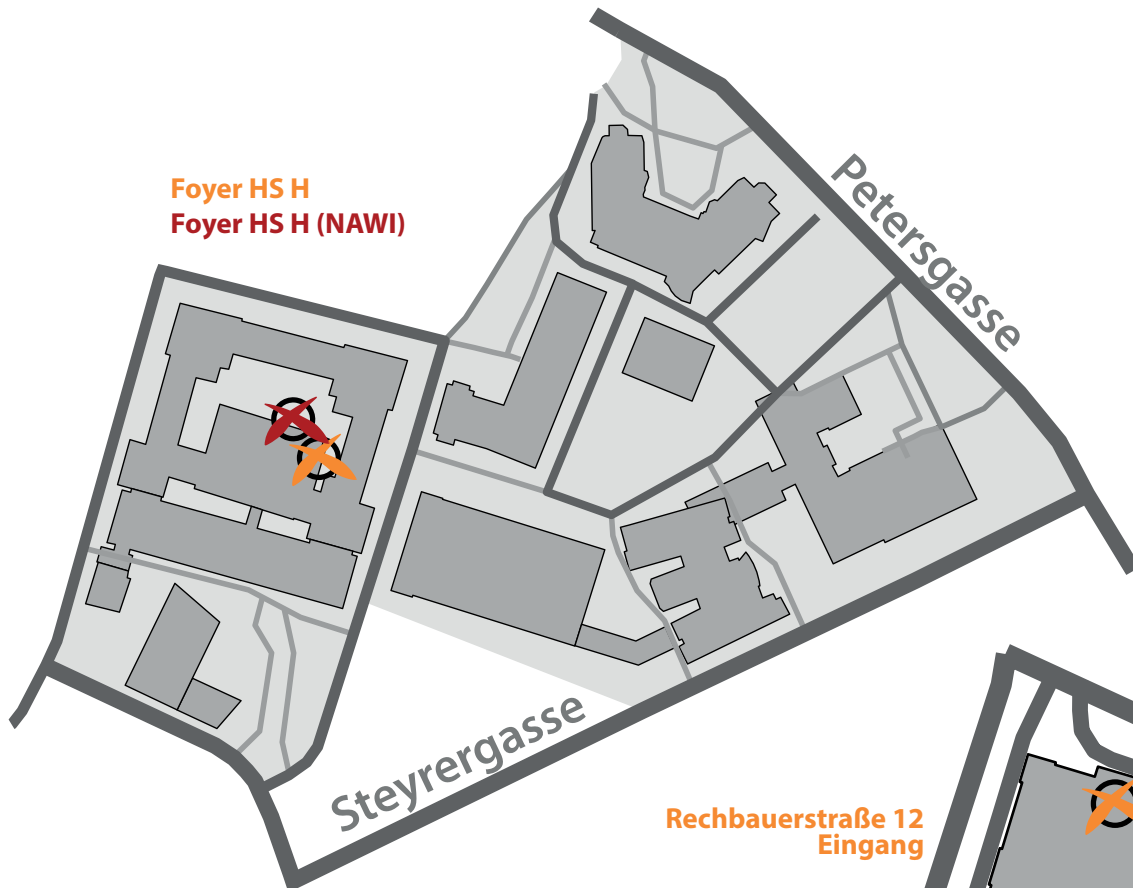 Foyer HS H
Foyer HS H (NAWI)
Petersgasse
Steyrergasse
Rechbauerstraße 12
Eingang